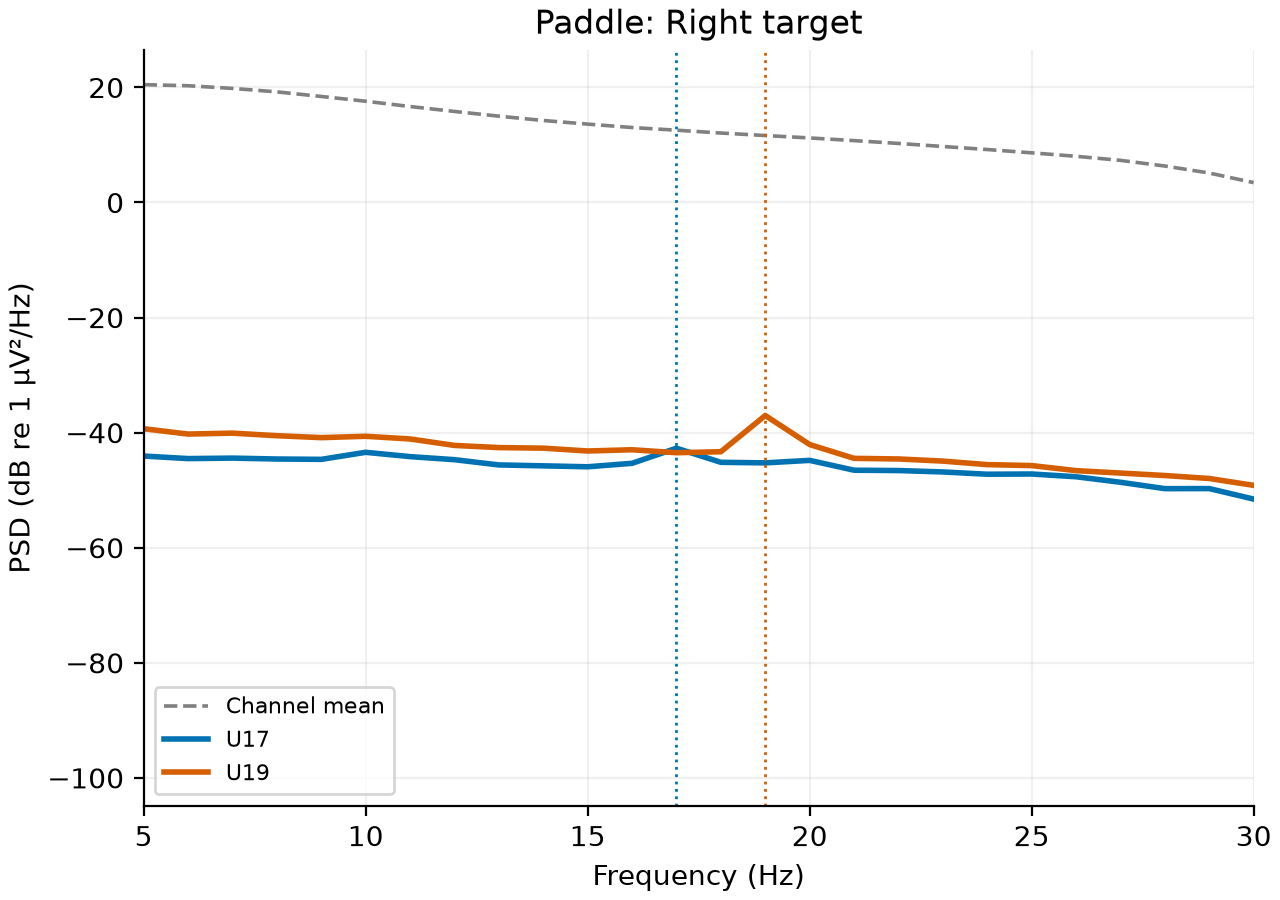 Paddle: Right target
PSD (dB re 1 µV²/Hz)
20
0
−20
−40
−60
−80
−100
Channel mean
U17
U19
5 10 15 20 25 30
Frequency (Hz)